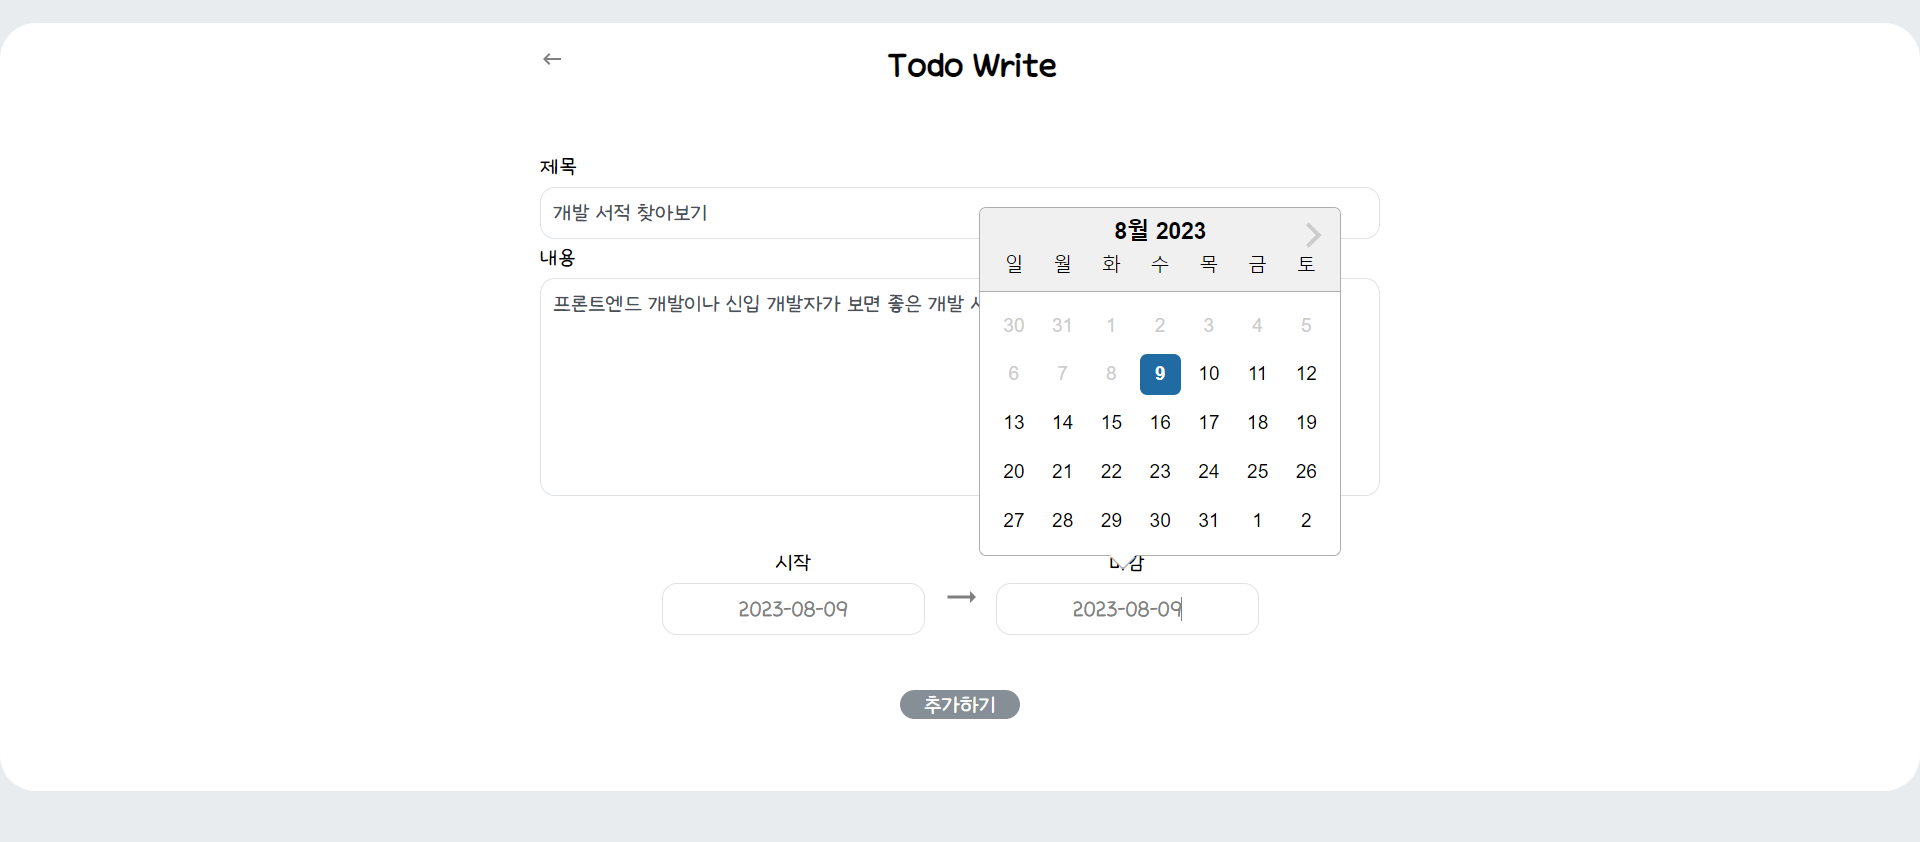 Todo Write
제목
개발 서적 찾아보기
내용
프론트엔드 개발이나 신입 개발자가 보면 좋은 개발
8월 2023
일 월 화 수 목 금 토
30 31 1 2 3 4 5
6 7 8 9 10 11 12
13 14 15 16 17 18 19
20 21 22 23 24 25 26
27 28 29 30 31 1 2
시작
2023-08-09
2023-08-09
추가하기